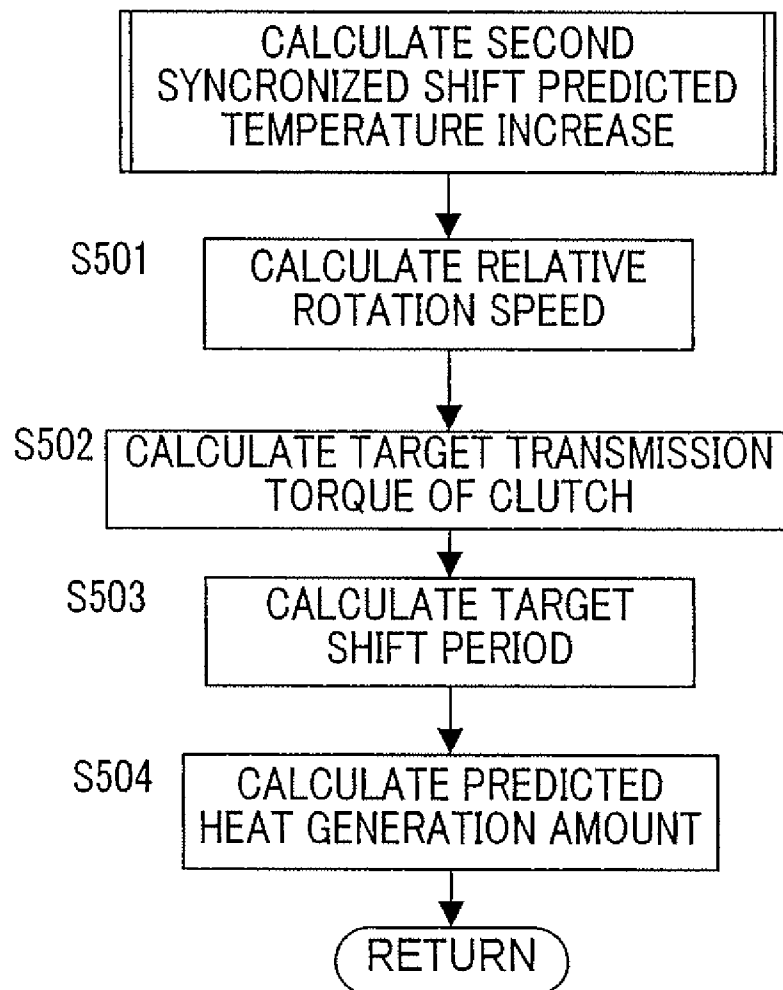 CALCULATE SECOND
SYNCRONIZED SHIFT PREDICTED
TEMPERATURE INCREASE
S501
CALCULATE RELATIVE
ROTATION SPEED
S502
CALCULATE TARGET TRANSMISSION
TORQUE OF CLUTCH
S503
CALCULATE TARGET
SHIFT PERIOD
S504
CALCULATE PREDICTED
HEAT GENERATION AMOUNT
RETURN